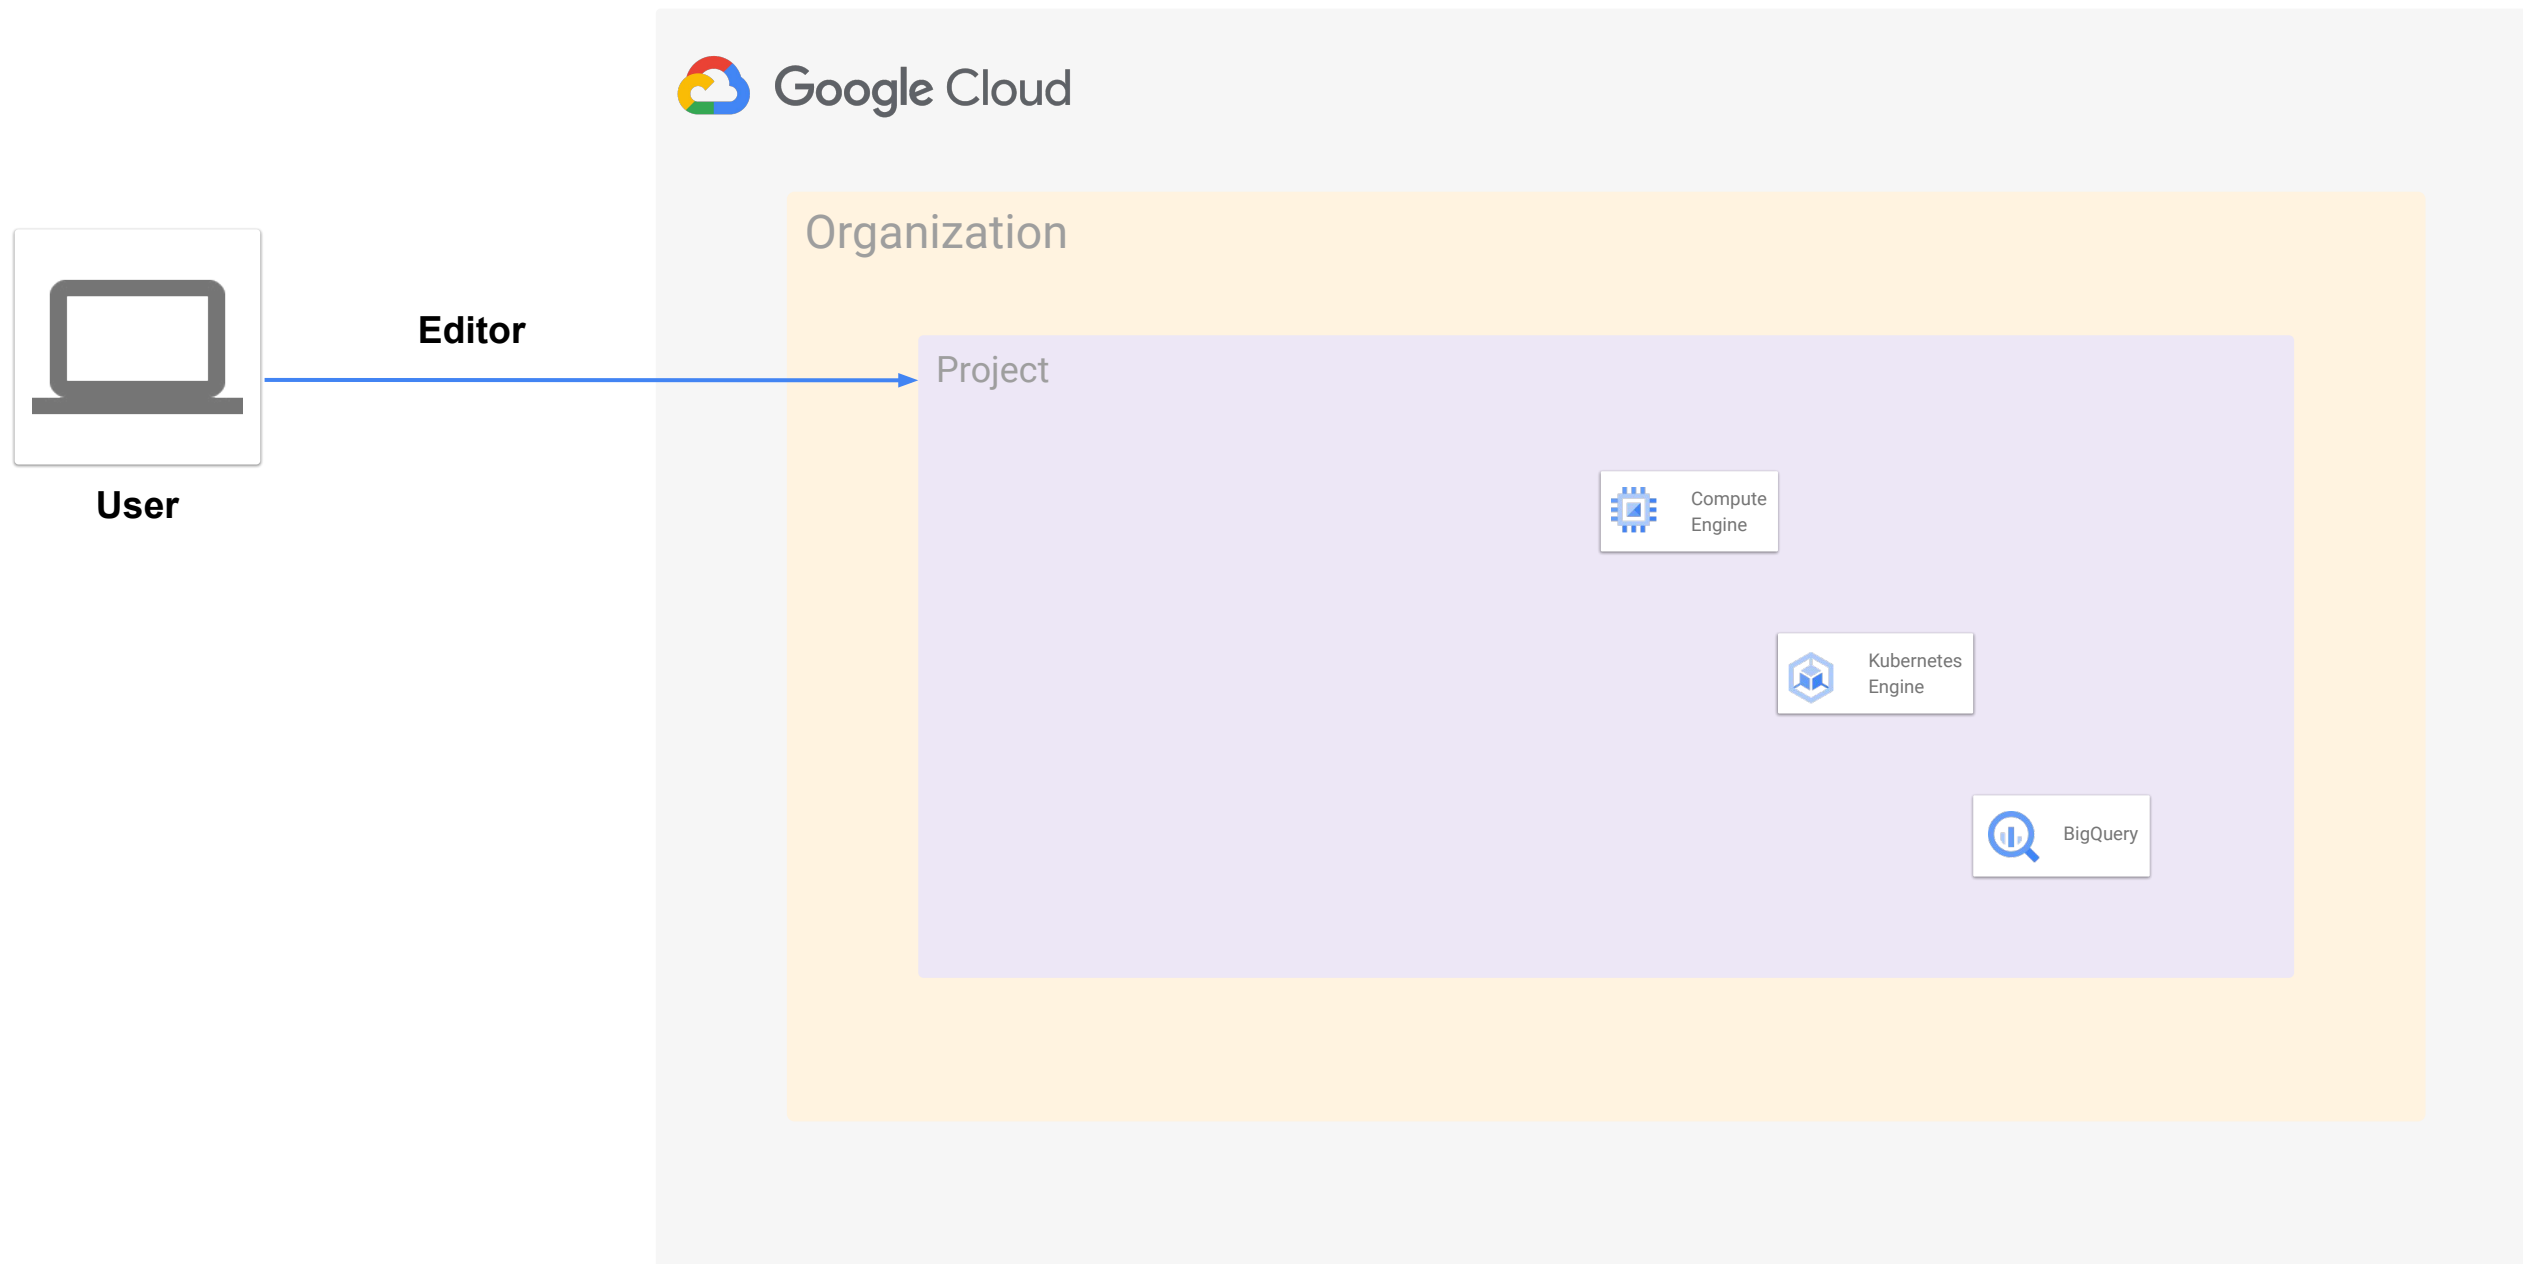 Google Cloud
Organization
Editor
Project
User
Compute
Engine
Kubernetes
Engine
BigQuery